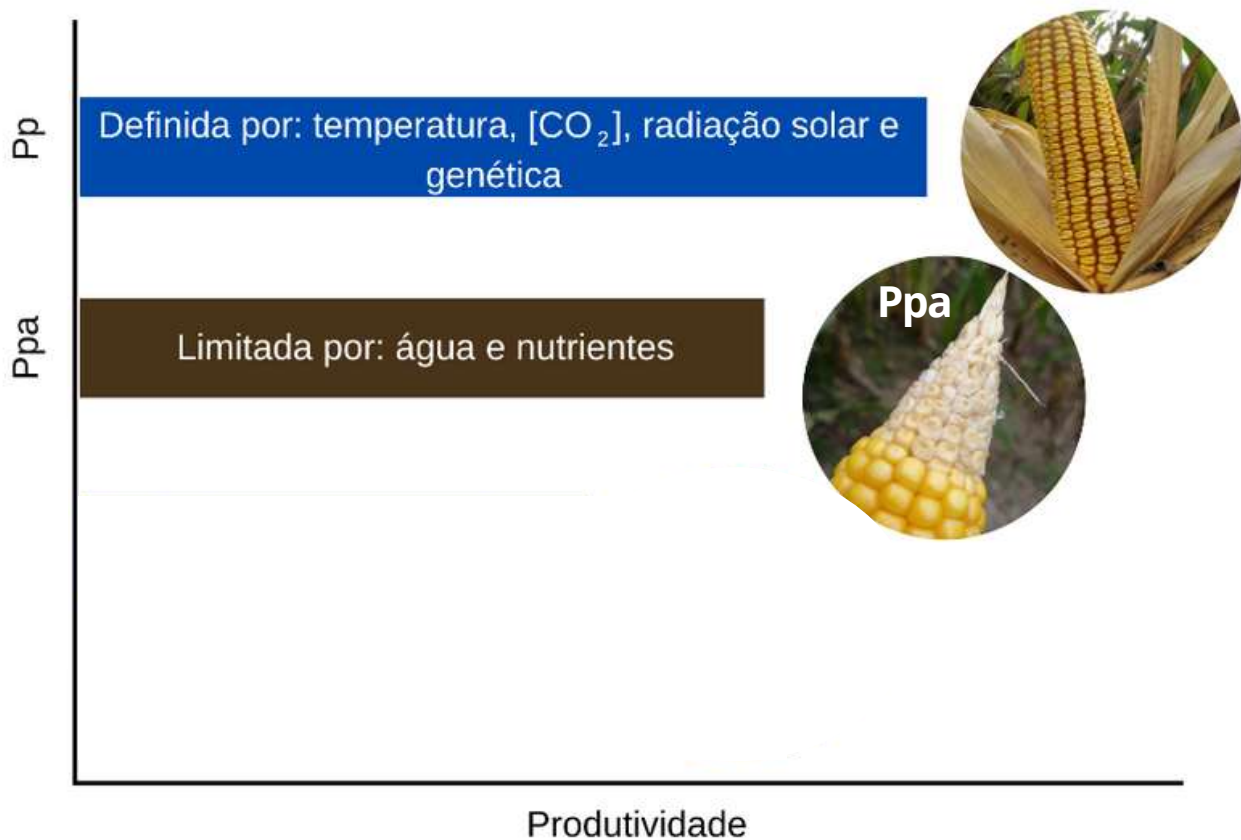 Pp
Definida por: temperatura, [CO₂], radiação solar e
genética
Ppa
Limitada por: água e nutrientes
Ppa
Produtividade